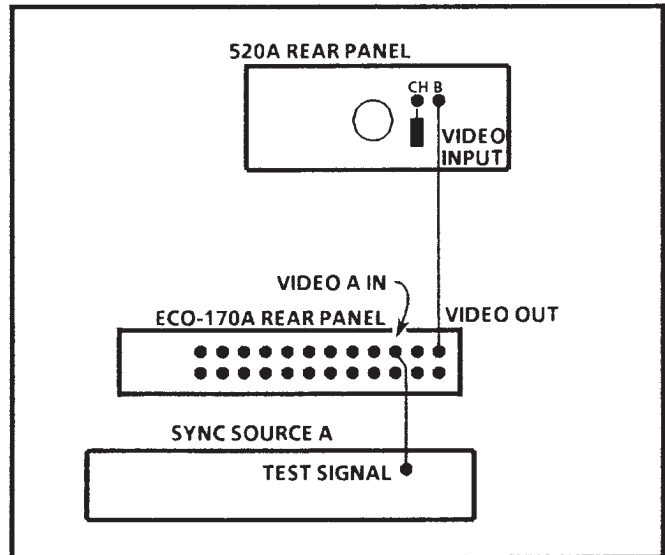 520A REAR PANEL
CH B
VIDEO
INPUT
VIDEO A IN
ECO-170A REAR PANEL
VIDEO OUT
SYNC SOURCE A
TEST SIGNAL